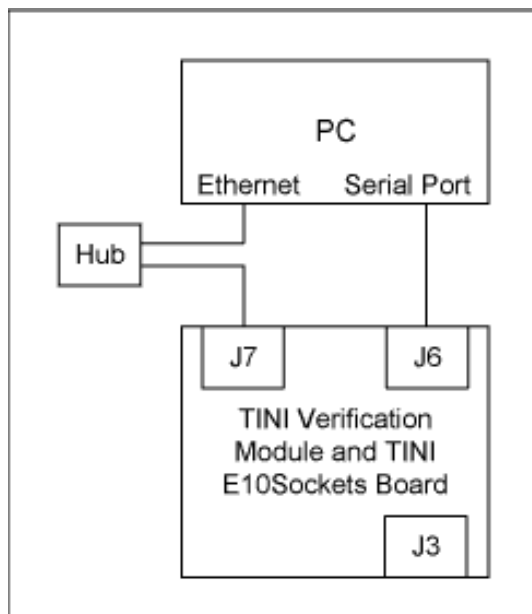 PC
Ethernet Serial Port
Hub
J7 J6
TINI Verification
Module and TINI
E10Sockets Board
J3